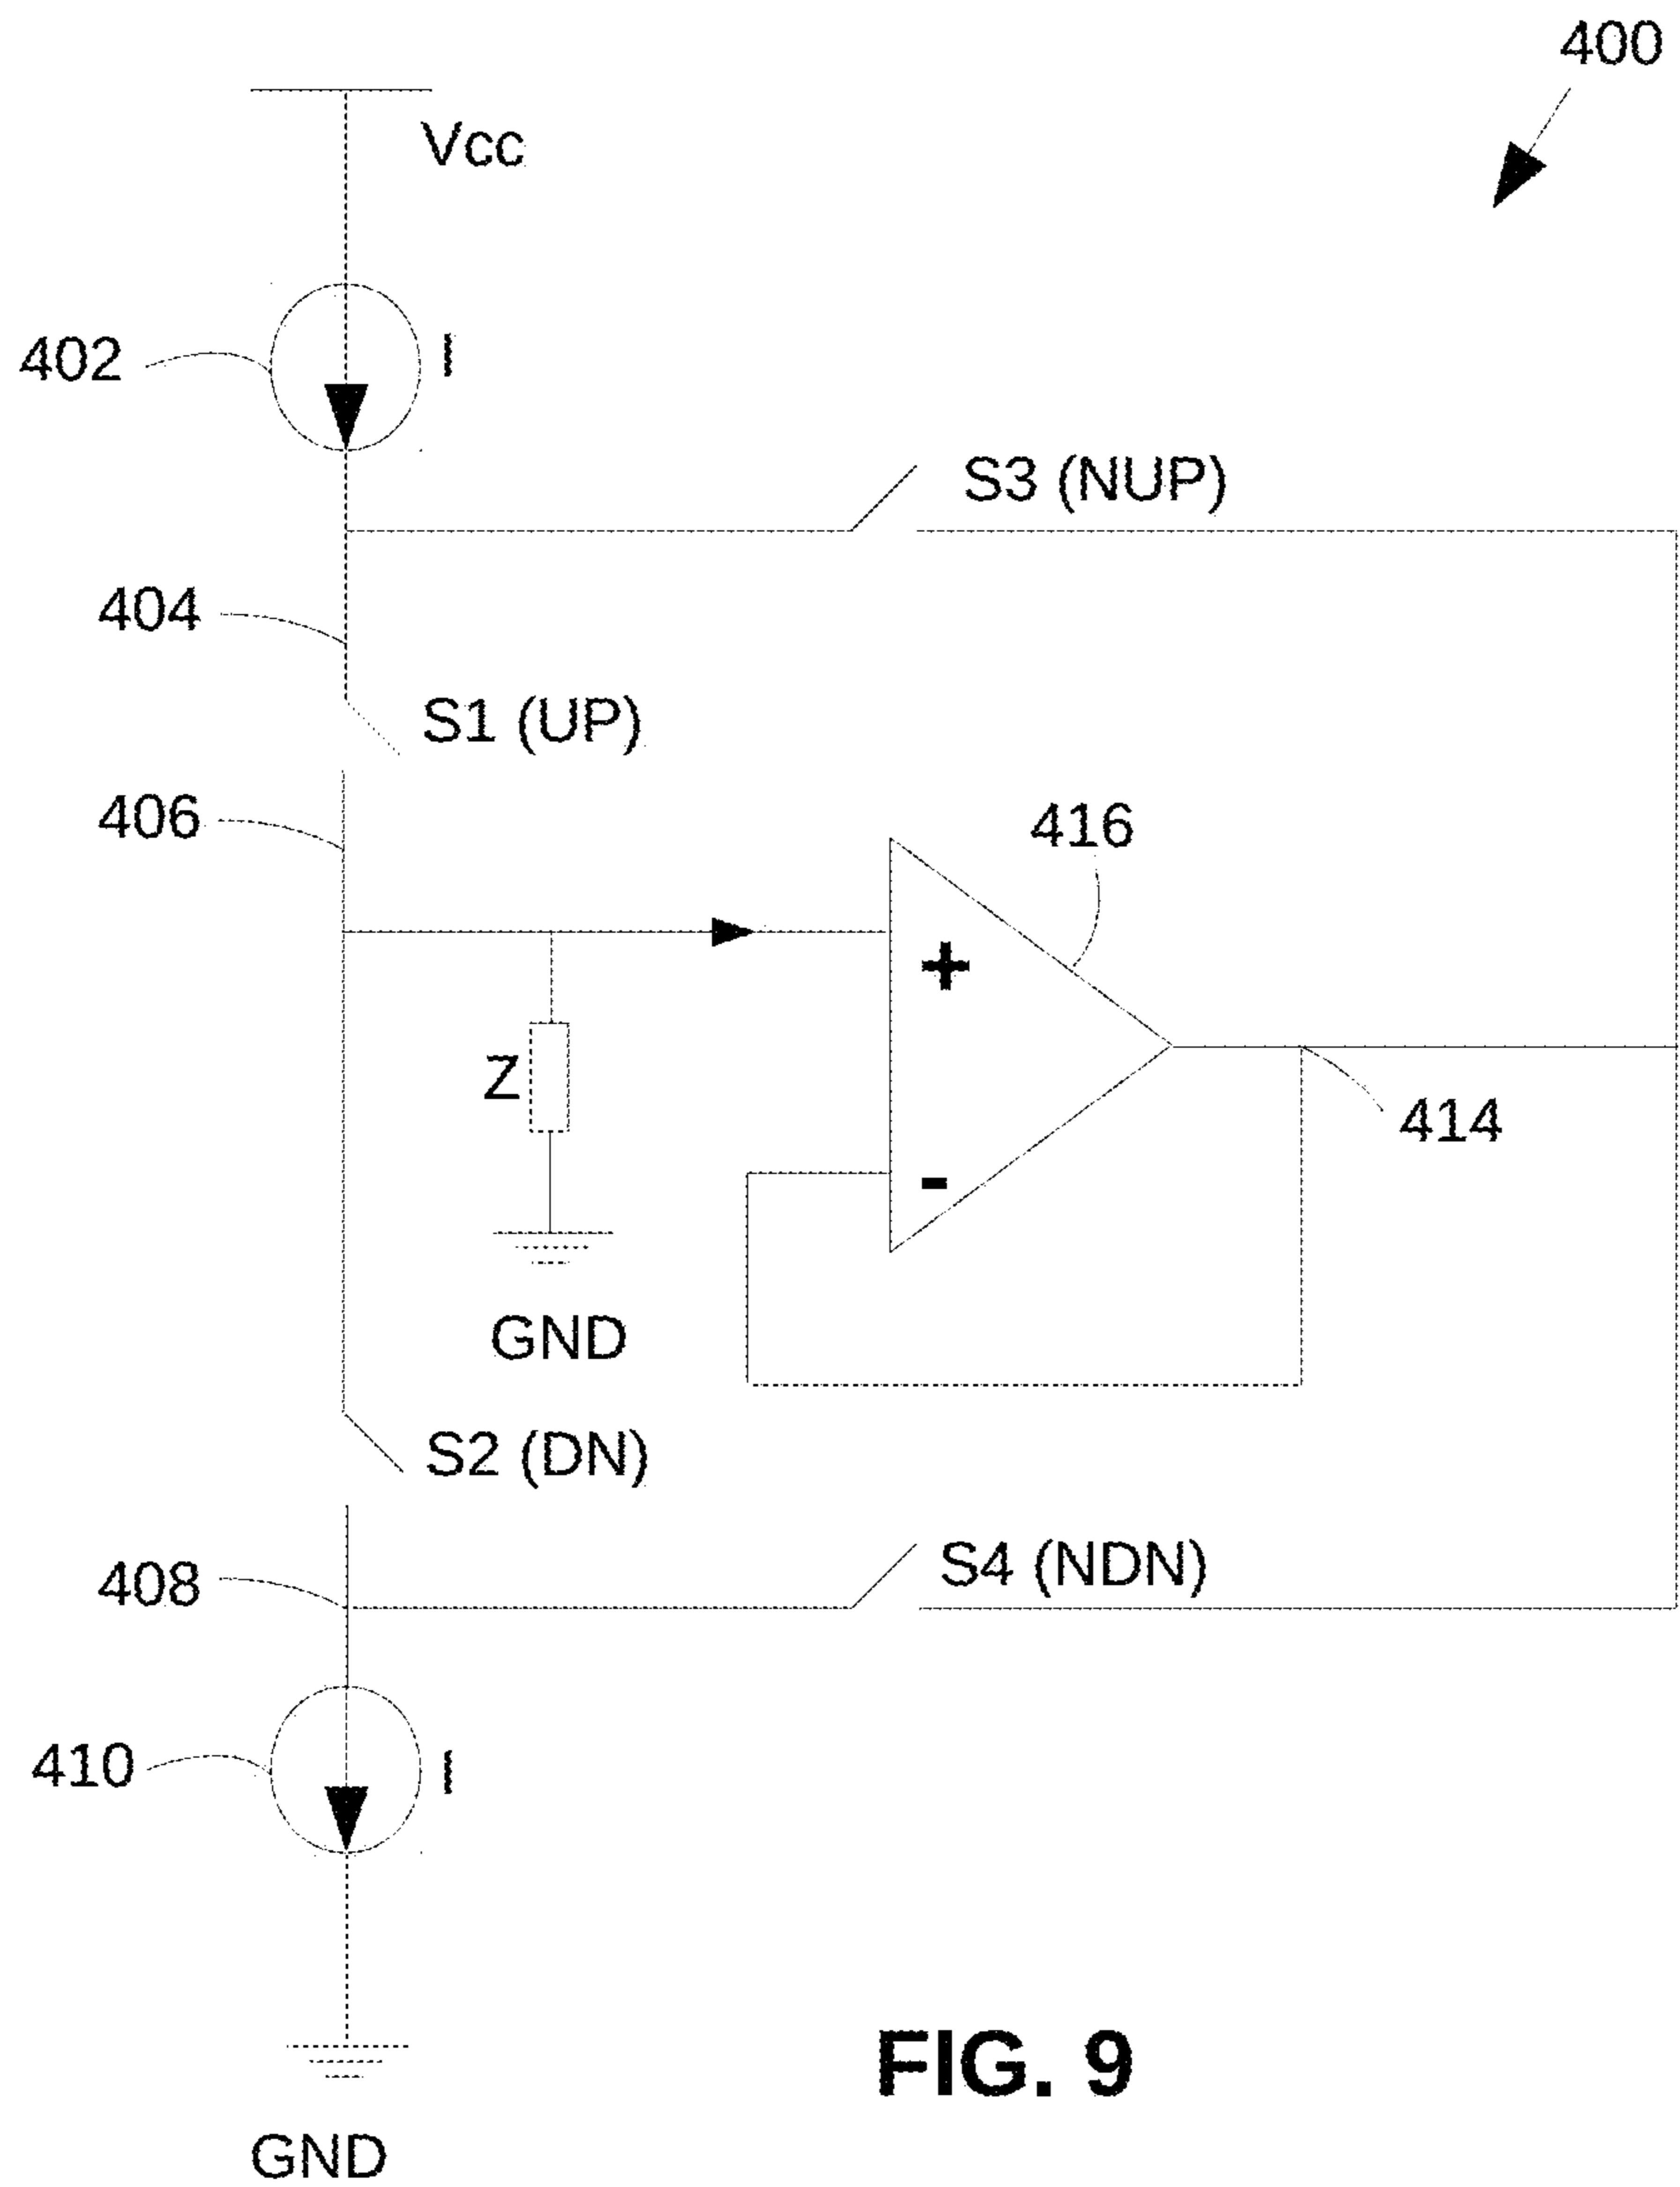 400
Vcc
402
I
S3 (NUP)
404
S1 (UP)
406
416
+
Z
414
-
GND
S2 (DN)
S4 (NDN)
408
410
I
FIG. 9
GND